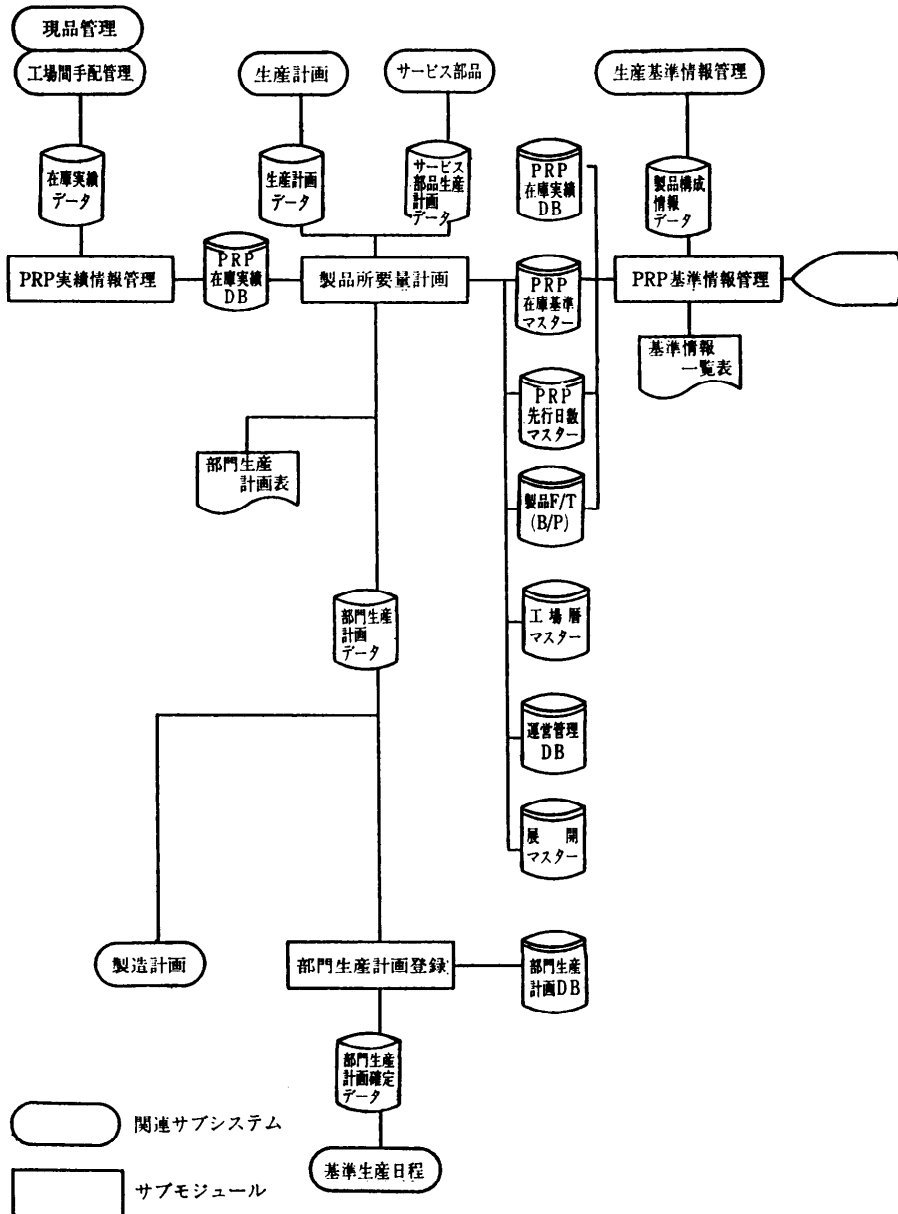 現品管理
工場間手配管理
生産計画
サービス部品
生産基準情報管理
在庫実績
データ
生産計画
データ
サービス
部品生産
計画
データ
PRP
在庫実績
DB
製品構成
情報
データ
PRP実績情報管理
PRP
在庫実績
DB
製品所要量計画
PRP
在庫基準
マスター
PRP基準情報管理
基準情報
一覧表
PRP
先行日数
マスター
部門生産
計画表
製品F/T
(B/P)
部門生産
計画
データ
工場暦
マスター
運営管理
DB
展開
マスター
製造計画
部門生産計画登録
部門生産
計画DB
部門生産
計画確定
データ
関連サブシステム
基準生産日程
サブモジュール